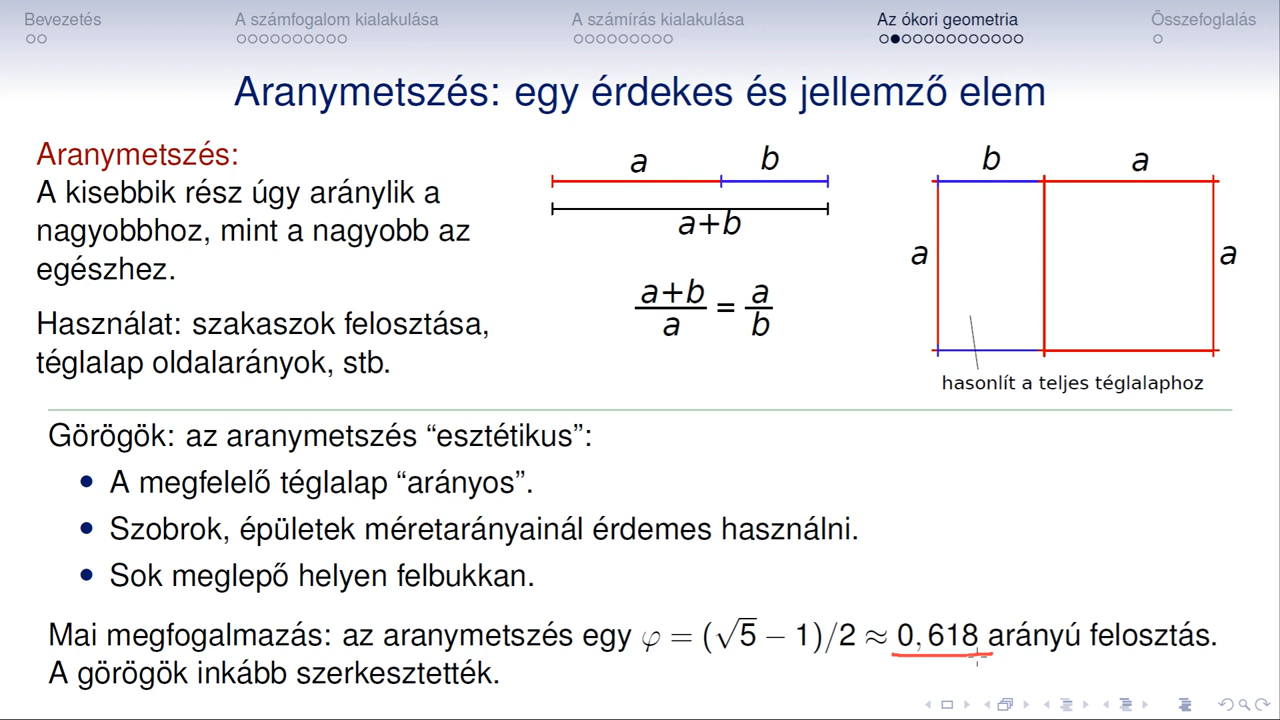 Bevezetés
A számfogalom kialakulása
A számírás kialakulása
Az ókori geometria
Összefoglalás
Aranymetszés: egy érdekes és jellemző elem
Aranymetszés:
A kisebbik rész úgy aránylik a
nagyobbhoz, mint a nagyobb az
egészhez.
Használat: szakaszok felosztása,
téglalap oldalarányok, stb.
a b
a+b
a+b/a = a/b
b a
a a
hasonlít a teljes téglalaphoz
Görögök: az aranymetszés “esztétikus”:
• A megfelelő téglalap “arányos”.
• Szobrok, épületek méretarányainál érdemes használni.
• Sok meglepő helyen felbukkan.
Mai megfogalmazás: az aranymetszés egy φ = (√5 − 1)/2 ≈ 0,618 arányú felosztás.
A görögök inkább szerkesztették.